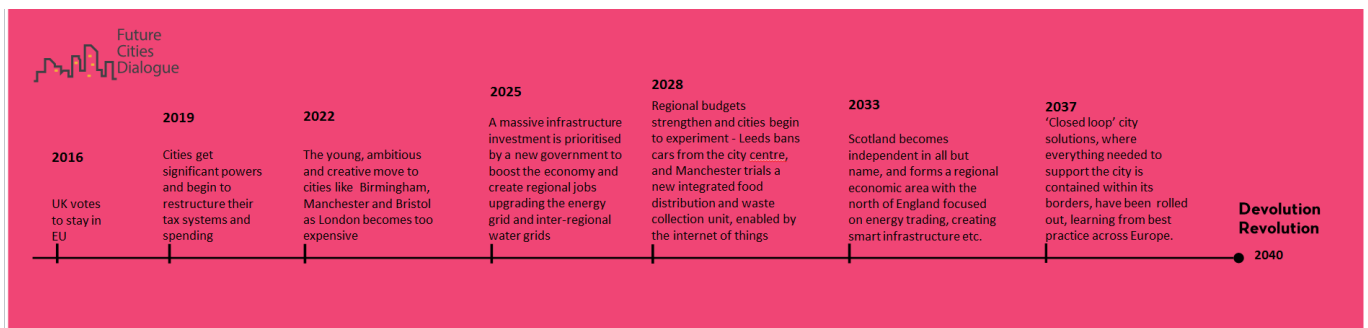 Future
Cities
Dialogue
2016
UK votes
to stay in
EU
2019
Cities get
significant powers
and begin to
restructure their
tax systems and
spending
2022
The young, ambitious
and creative move to
cities like Birmingham,
Manchester and Bristol
as London becomes too
expensive
2025
A massive infrastructure
investment is prioritised
by a new government to
boost the economy and
create regional jobs
upgrading the energy
grid and inter-regional
water grids
2028
Regional budgets
strengthen and cities begin
to experiment - Leeds bans
cars from the city centre,
and Manchester trials a
new integrated food
distribution and waste
collection unit, enabled by
the internet of things
2033
Scotland becomes
independent in all but
name, and forms a regional
economic area with the
north of England focused
on energy trading, creating
smart infrastructure etc.
2037
‘Closed loop’ city
solutions, where
everything needed to
support the city is
contained within its
borders, have been rolled
out, learning from best
practice across Europe.
Devolution
Revolution
2040